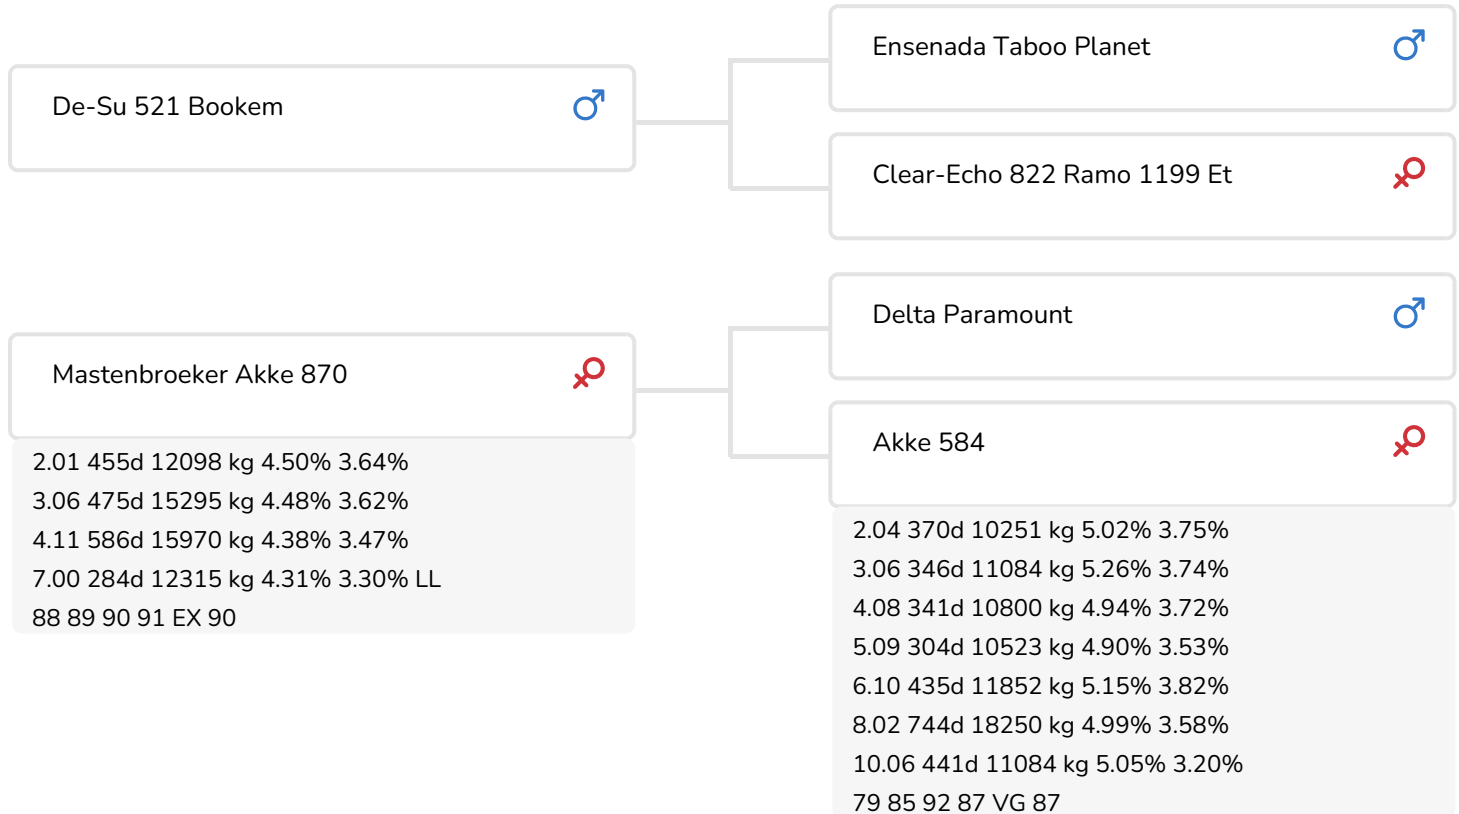 De-Su 521 Bookem
Ensenada Taboo Planet
Clear-Echo 822 Ramo 1199 Et
Mastenbroeker Akke 870
2.01 455d 12098 kg 4.50% 3.64%
3.06 475d 15295 kg 4.48% 3.62%
4.11 586d 15970 kg 4.38% 3.47%
7.00 284d 12315 kg 4.31% 3.30% LL
88 89 90 91 EX 90
Delta Paramount
Akke 584
2.04 370d 10251 kg 5.02% 3.75%
3.06 346d 11084 kg 5.26% 3.74%
4.08 341d 10800 kg 4.94% 3.72%
5.09 304d 10523 kg 4.90% 3.53%
6.10 435d 11852 kg 5.15% 3.82%
8.02 744d 18250 kg 4.99% 3.58%
10.06 441d 11084 kg 5.05% 3.20%
79 85 92 87 VG 87